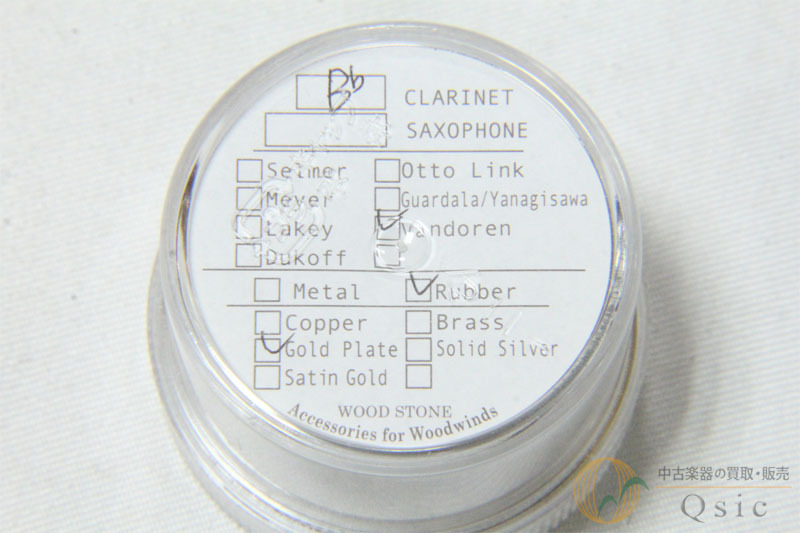 Bb CLARINET
SAXOPHONE
Selmer Otto Link
Meyer Guardala/Yanagisawa
Lakey Vandoren
Dukoff
Metal Rubber
Copper Brass
Gold Plate Solid Silver
Satin Gold
WOOD STONE
Accessories for Woodwinds
中古楽器の買取・販売
Qsic